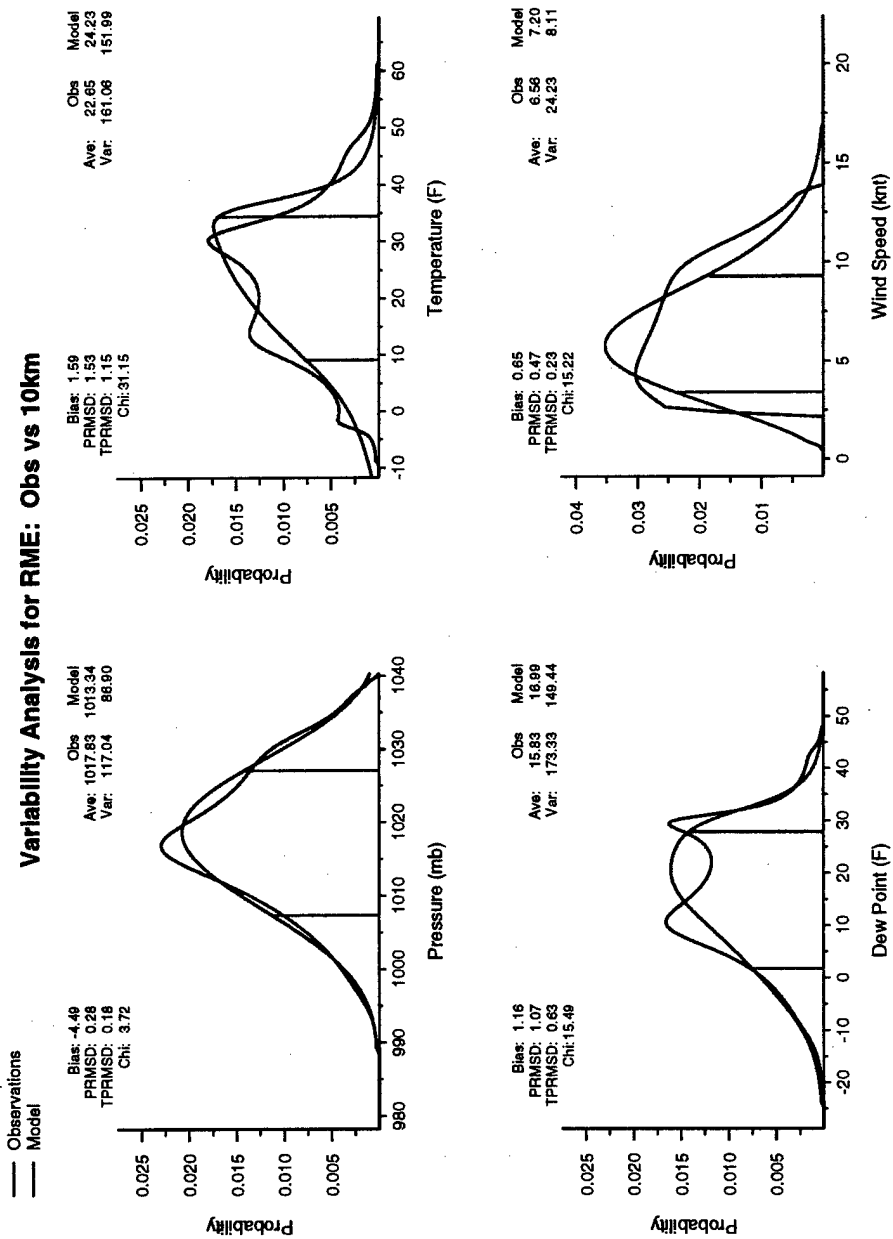 Observations
Model
Variability Analysis for RME: Obs vs 10km
Bias: -4.49
PRMSD: 0.28
TPRMSD: 0.18
Chi: 3.72
Obs Model
Ave: 1017.83 1013.34
Var: 117.04 86.90
Probability
0.025
0.020
0.015
0.010
0.005
980 990 1000 1010 1020 1030 1040
Pressure (mb)
Bias: 1.59
PRMSD: 1.53
TPRMSD: 1.15
Chi: 31.15
Obs Model
Ave: 22.65 24.23
Var: 161.06 151.99
Probability
0.025
0.020
0.015
0.010
0.005
-10 0 10 20 30 40 50 60
Temperature (F)
Bias: 1.16
PRMSD: 1.07
TPRMSD: 0.63
Chi: 15.49
Obs Model
Ave: 15.83 16.99
Var: 173.33 149.44
Probability
0.025
0.020
0.015
0.010
0.005
-20 -10 0 10 20 30 40 50
Dew Point (F)
Bias: 0.65
PRMSD: 0.47
TPRMSD: 0.23
Chi: 15.22
Obs Model
Ave: 6.56 7.20
Var: 24.23 8.11
Probability
0.04
0.03
0.02
0.01
0 5 10 15 20
Wind Speed (knt)